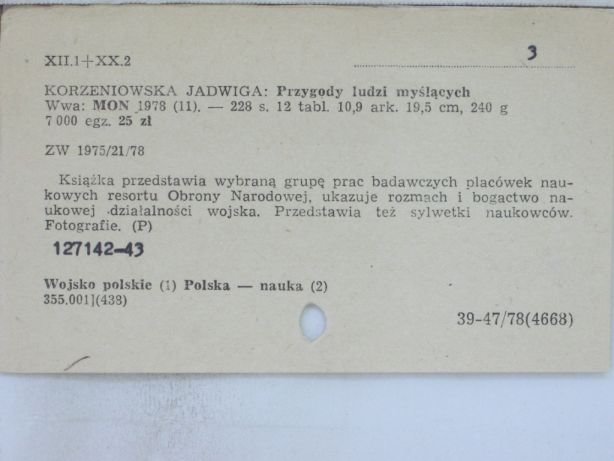 3
XII.1+XX.2
KORZENIOWSKA JADWIGA: Przygody ludzi myślących
Wwa: MON 1978 (11). — 228 s. 12 tabl. 10,9 ark. 19,5 cm, 240 g
7 000 egz. 25 zł
ZW 1975/21/78
Książka przedstawia wybraną grupę prac badawczych placówek nau-
kowych resortu Obrony Narodowej, ukazuje rozmach i bogactwo na-
ukowej działalności wojska. Przedstawia też sylwetki naukowców.
Fotografie. (P)
127142-43
Wojsko polskie (1) Polska — nauka (2)
355.001](438)
39-47/78(4668)